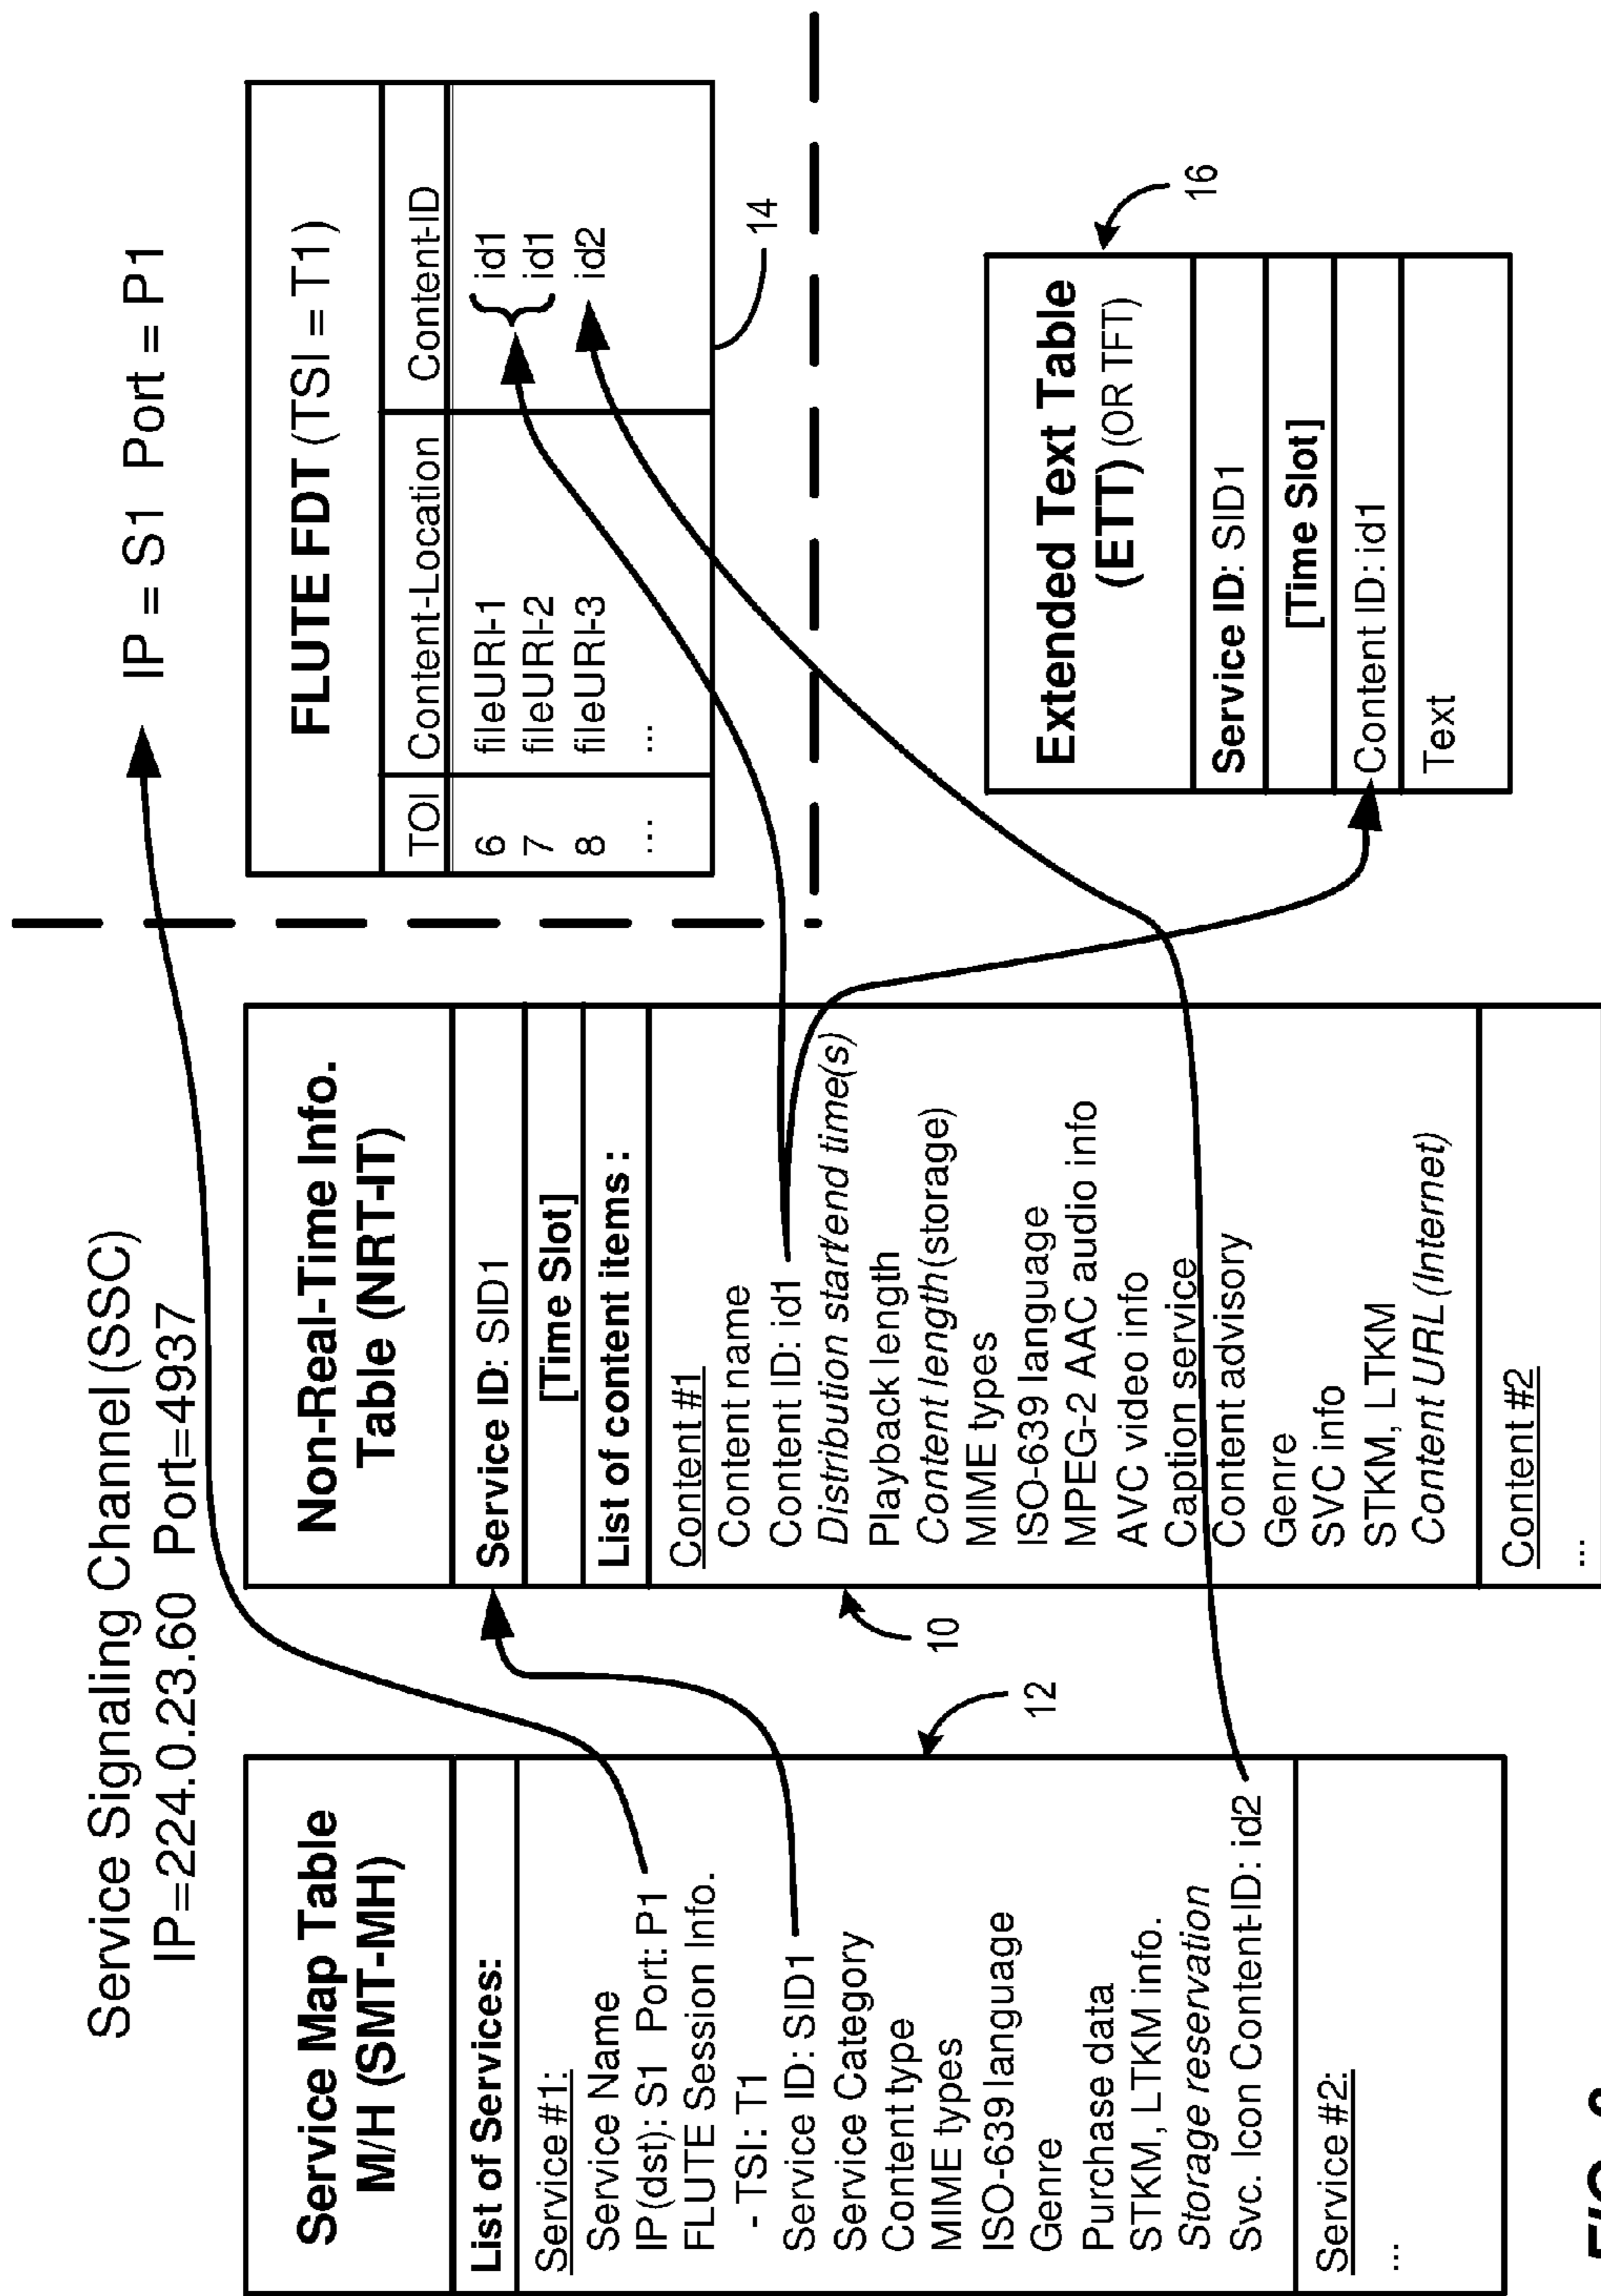 Service Signaling Channel (SSC)
IP=224.0.23.60 Port=4937
IP = S1 Port = P1
Service Map Table
M/H (SMT-MH)
List of Services:
Service #1:
Service Name
IP(dst): S1 Port: P1
FLUTE Session Info.
- TSI: T1
Service ID: SID1
Service Category
Content type
MIME types
ISO-639 language
Genre
Purchase data
STKM, LTKM info.
Storage reservation
Svc. Icon Content-ID: id2
Service #2:
...
12
Non-Real-Time Info.
Table (NRT-IT)
Service ID: SID1
[Time Slot]
List of content items :
Content #1
Content name
Content ID: id1
Distribution start/end time(s)
Playback length
Content length (storage)
MIME types
ISO-639 language
MPEG-2 AAC audio info
AVC video info
Caption service
Content advisory
Genre
SVC info
STKM, LTKM
Content URL (Internet)
Content #2
...
10
FLUTE FDT (TSI = T1)
TOI Content-Location Content-ID
6 fileURI-1 id1
7 fileURI-2 id1
8 fileURI-3 id2
... ...
14
Extended Text Table
(ETT) (OR TFT)
Service ID: SID1
[Time Slot]
Content ID: id1
Text
16
FIG.